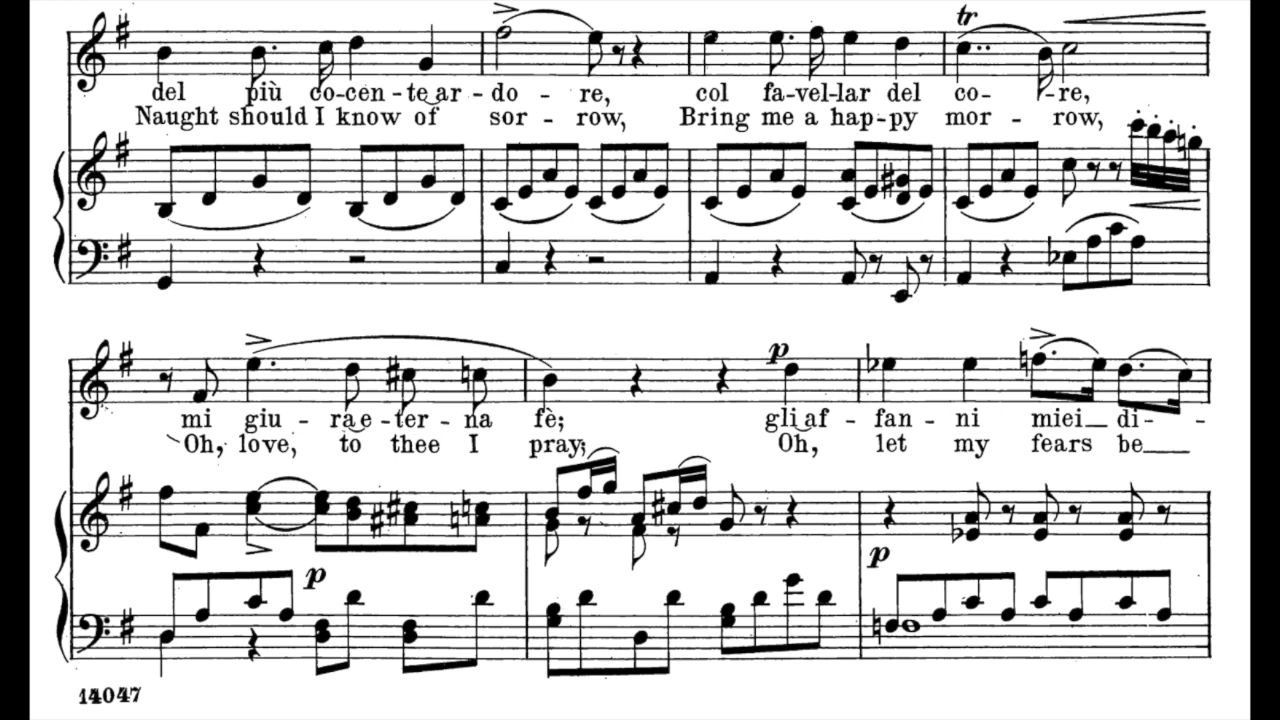 tr
del più co-cen-te ar-do-re, col fa-vel-lar del co-re,
Naught should I know of sor-row, Bring me a hap-py mor-row,
p
mi giu-ra e-ter-na fè; gli af-fan-ni miei di-
Oh, love, to thee I pray; Oh, let my fears be
p
p
14047